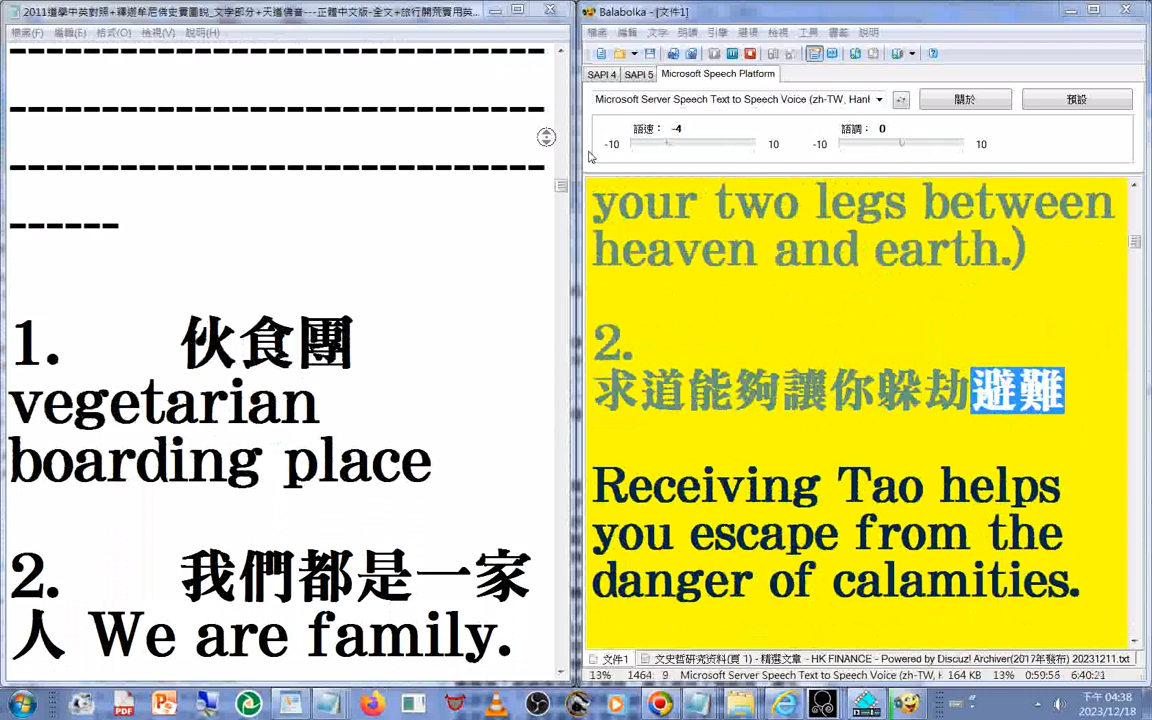 2011道學中英對照+釋迦牟尼佛史實圖說_文字部分+天道佛音---正體中文版-全文+旅行開荒實用英...
檔案(F) 編輯(E) 格式(O) 檢視(V) 說明(H)
------------------------------
------------------------------
------------------------------
------
1. 伙食團
vegetarian
boarding place
2. 我們都是一家
人 We are family.
Balabolka - [文件1]
檔案 編輯 文字 朗讀 引擎 選項 檢視 工具 書籤 說明
SAPI 4 SAPI 5 Microsoft Speech Platform
Microsoft Server Speech Text to Speech Voice (zh-TW, Han
關於 預設
語速： -4 語調： 0
-10 10 -10 10
your two legs between
heaven and earth.)
2.
求道能夠讓你躲劫避難
Receiving Tao helps
you escape from the
danger of calamities.
文件1 文史哲研究資料(頁 1) - 精選文章 - HK FINANCE - Powered by Discuz! Archiver(2017年發布) 20231211.txt
13% 1464: 9 Microsoft Server Speech Text to Speech Voice (zh-TW, H 164 KB 13% 0:59:56 6:40:21
下午 04:38
2023/12/18